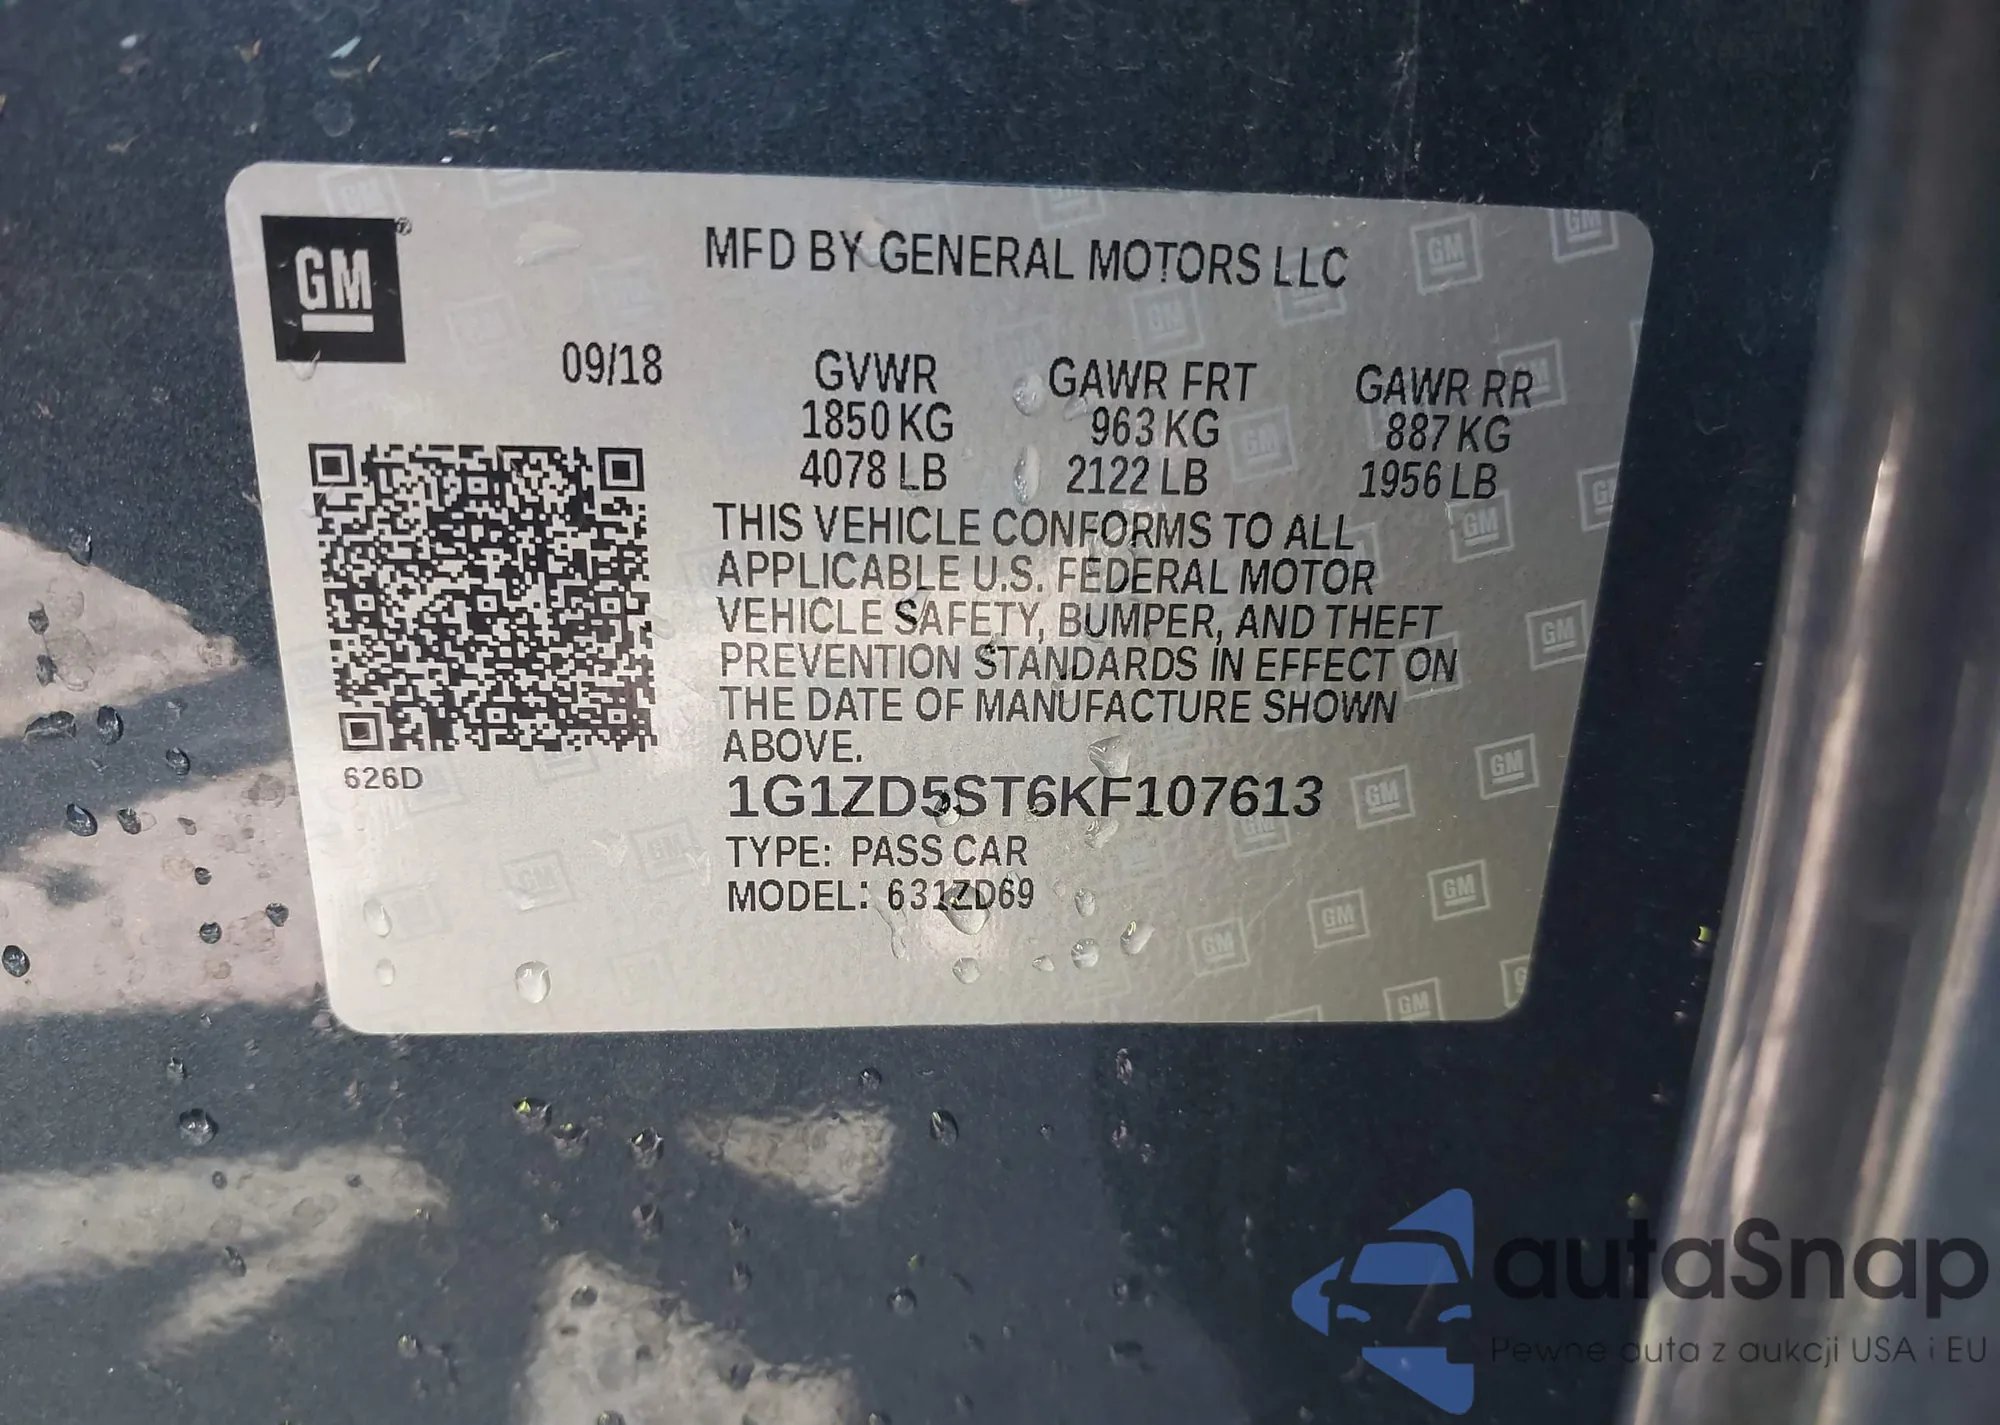 GM
MFD BY GENERAL MOTORS LLC
09/18
GVWR GAWR FRT GAWR RR
1850 KG 963 KG 887 KG
4078 LB 2122 LB 1956 LB
THIS VEHICLE CONFORMS TO ALL
APPLICABLE U.S. FEDERAL MOTOR
VEHICLE SAFETY, BUMPER, AND THEFT
PREVENTION STANDARDS IN EFFECT ON
THE DATE OF MANUFACTURE SHOWN
ABOVE.
626D
1G1ZD5ST6KF107613
TYPE: PASS CAR
MODEL: 631ZD69
autaSnap
Pewne auta z aukcji USA i EU